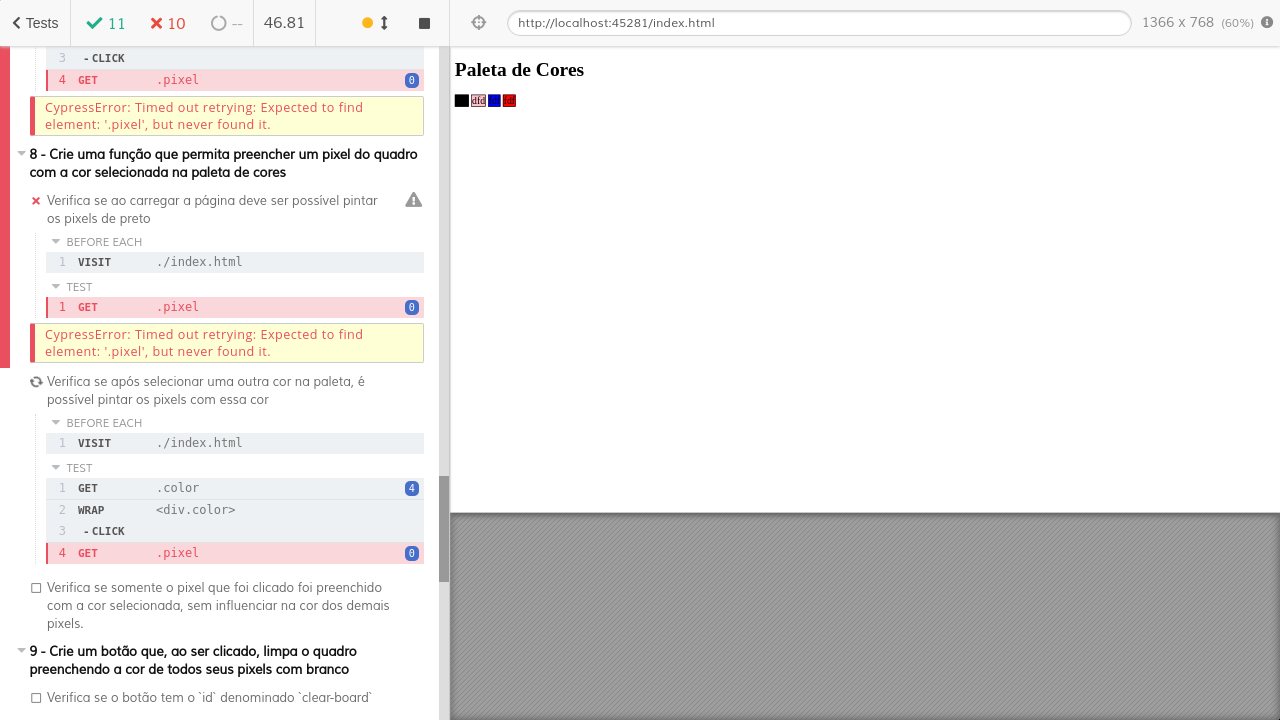 Tests 11 10 -- 46.81 http://localhost:45281/index.html 1366 x 768 (60%)
3 - CLICK
4 GET .pixel 0
CypressError: Timed out retrying: Expected to find
element: '.pixel', but never found it.
8 - Crie uma função que permita preencher um pixel do quadro
com a cor selecionada na paleta de cores
Verifica se ao carregar a página deve ser possível pintar
os pixels de preto
BEFORE EACH
1 VISIT ./index.html
TEST
1 GET .pixel 0
CypressError: Timed out retrying: Expected to find
element: '.pixel', but never found it.
Verifica se após selecionar uma outra cor na paleta, é
possível pintar os pixels com essa cor
BEFORE EACH
1 VISIT ./index.html
TEST
1 GET .color 4
2 WRAP <div.color>
3 - CLICK
4 GET .pixel 0
Verifica se somente o pixel que foi clicado foi preenchido
com a cor selecionada, sem influenciar na cor dos demais
pixels.
9 - Crie um botão que, ao ser clicado, limpa o quadro
preenchendo a cor de todos seus pixels com branco
Verifica se o botão tem o `id` denominado `clear-board`
Paleta de Cores
dfd